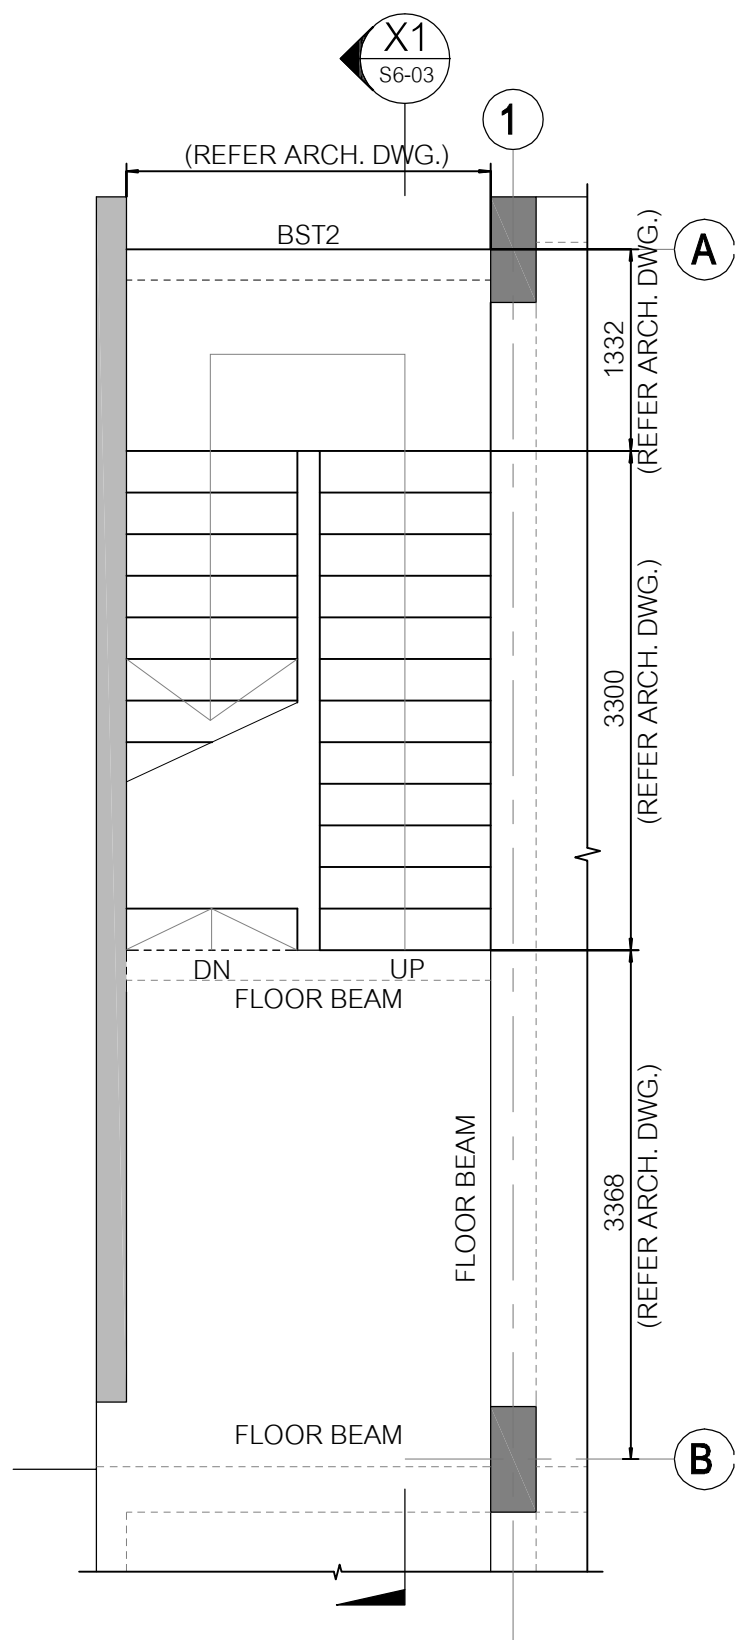 X1
S6-03
1
(REFER ARCH. DWG.)
BST2
A
1332
(REFER ARCH. DWG.)
3300
(REFER ARCH. DWG.)
DN
UP
FLOOR BEAM
FLOOR BEAM
3368
(REFER ARCH. DWG.)
FLOOR BEAM
B